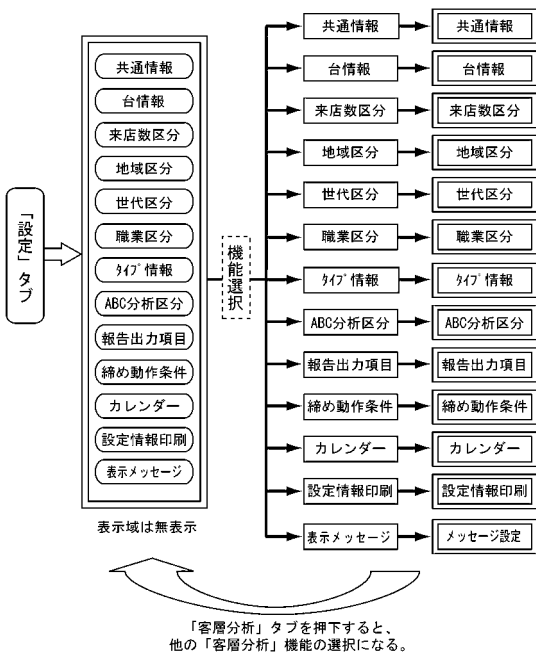 「設定」タブ
共通情報
台情報
来店数区分
地域区分
世代区分
職業区分
ﾀｲﾌﾟ情報
ABC分析区分
報告出力項目
締め動作条件
カレンダー
設定情報印刷
表示メッセージ
表示域は無表示
機能選択
共通情報
共通情報
台情報
台情報
来店数区分
来店数区分
地域区分
地域区分
世代区分
世代区分
職業区分
職業区分
ﾀｲﾌﾟ情報
ﾀｲﾌﾟ情報
ABC分析区分
ABC分析区分
報告出力項目
報告出力項目
締め動作条件
締め動作条件
カレンダー
カレンダー
設定情報印刷
設定情報印刷
表示メッセージ
メッセージ設定
「客層分析」タブを押下すると、
他の「客層分析」機能の選択になる。